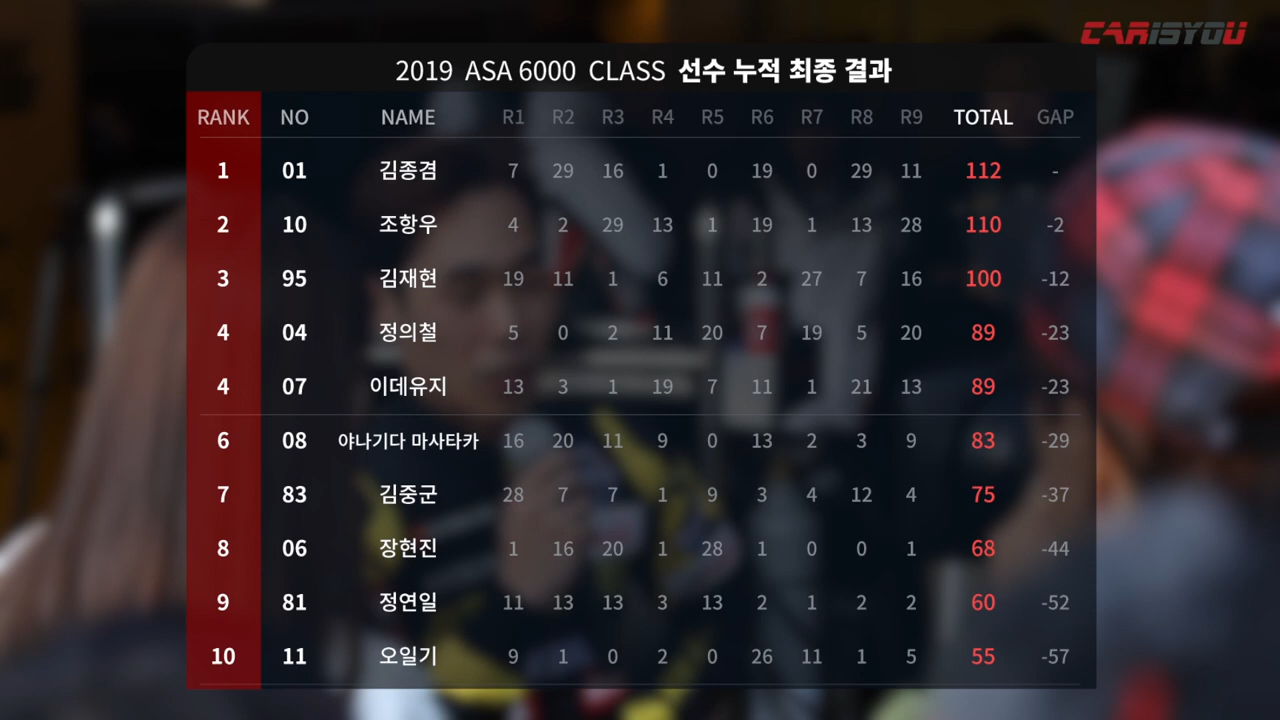 CARISYOU
2019 ASA 6000 CLASS 선수 누적 최종 결과
RANK NO NAME R1 R2 R3 R4 R5 R6 R7 R8 R9 TOTAL GAP
1 01 김종겸 7 29 16 1 0 19 0 29 11 112 -
2 10 조항우 4 2 29 13 1 19 1 13 28 110 -2
3 95 김재현 19 11 1 6 11 2 27 7 16 100 -12
4 04 정의철 5 0 2 11 20 7 19 5 20 89 -23
4 07 이데유지 13 3 1 19 7 11 1 21 13 89 -23
6 08 야나기다 마사타카 16 20 11 9 0 13 2 3 9 83 -29
7 83 김중군 28 7 7 1 9 3 4 12 4 75 -37
8 06 장현진 1 16 20 1 28 1 0 0 1 68 -44
9 81 정연일 11 13 13 3 13 2 1 2 2 60 -52
10 11 오일기 9 1 0 2 0 26 11 1 5 55 -57